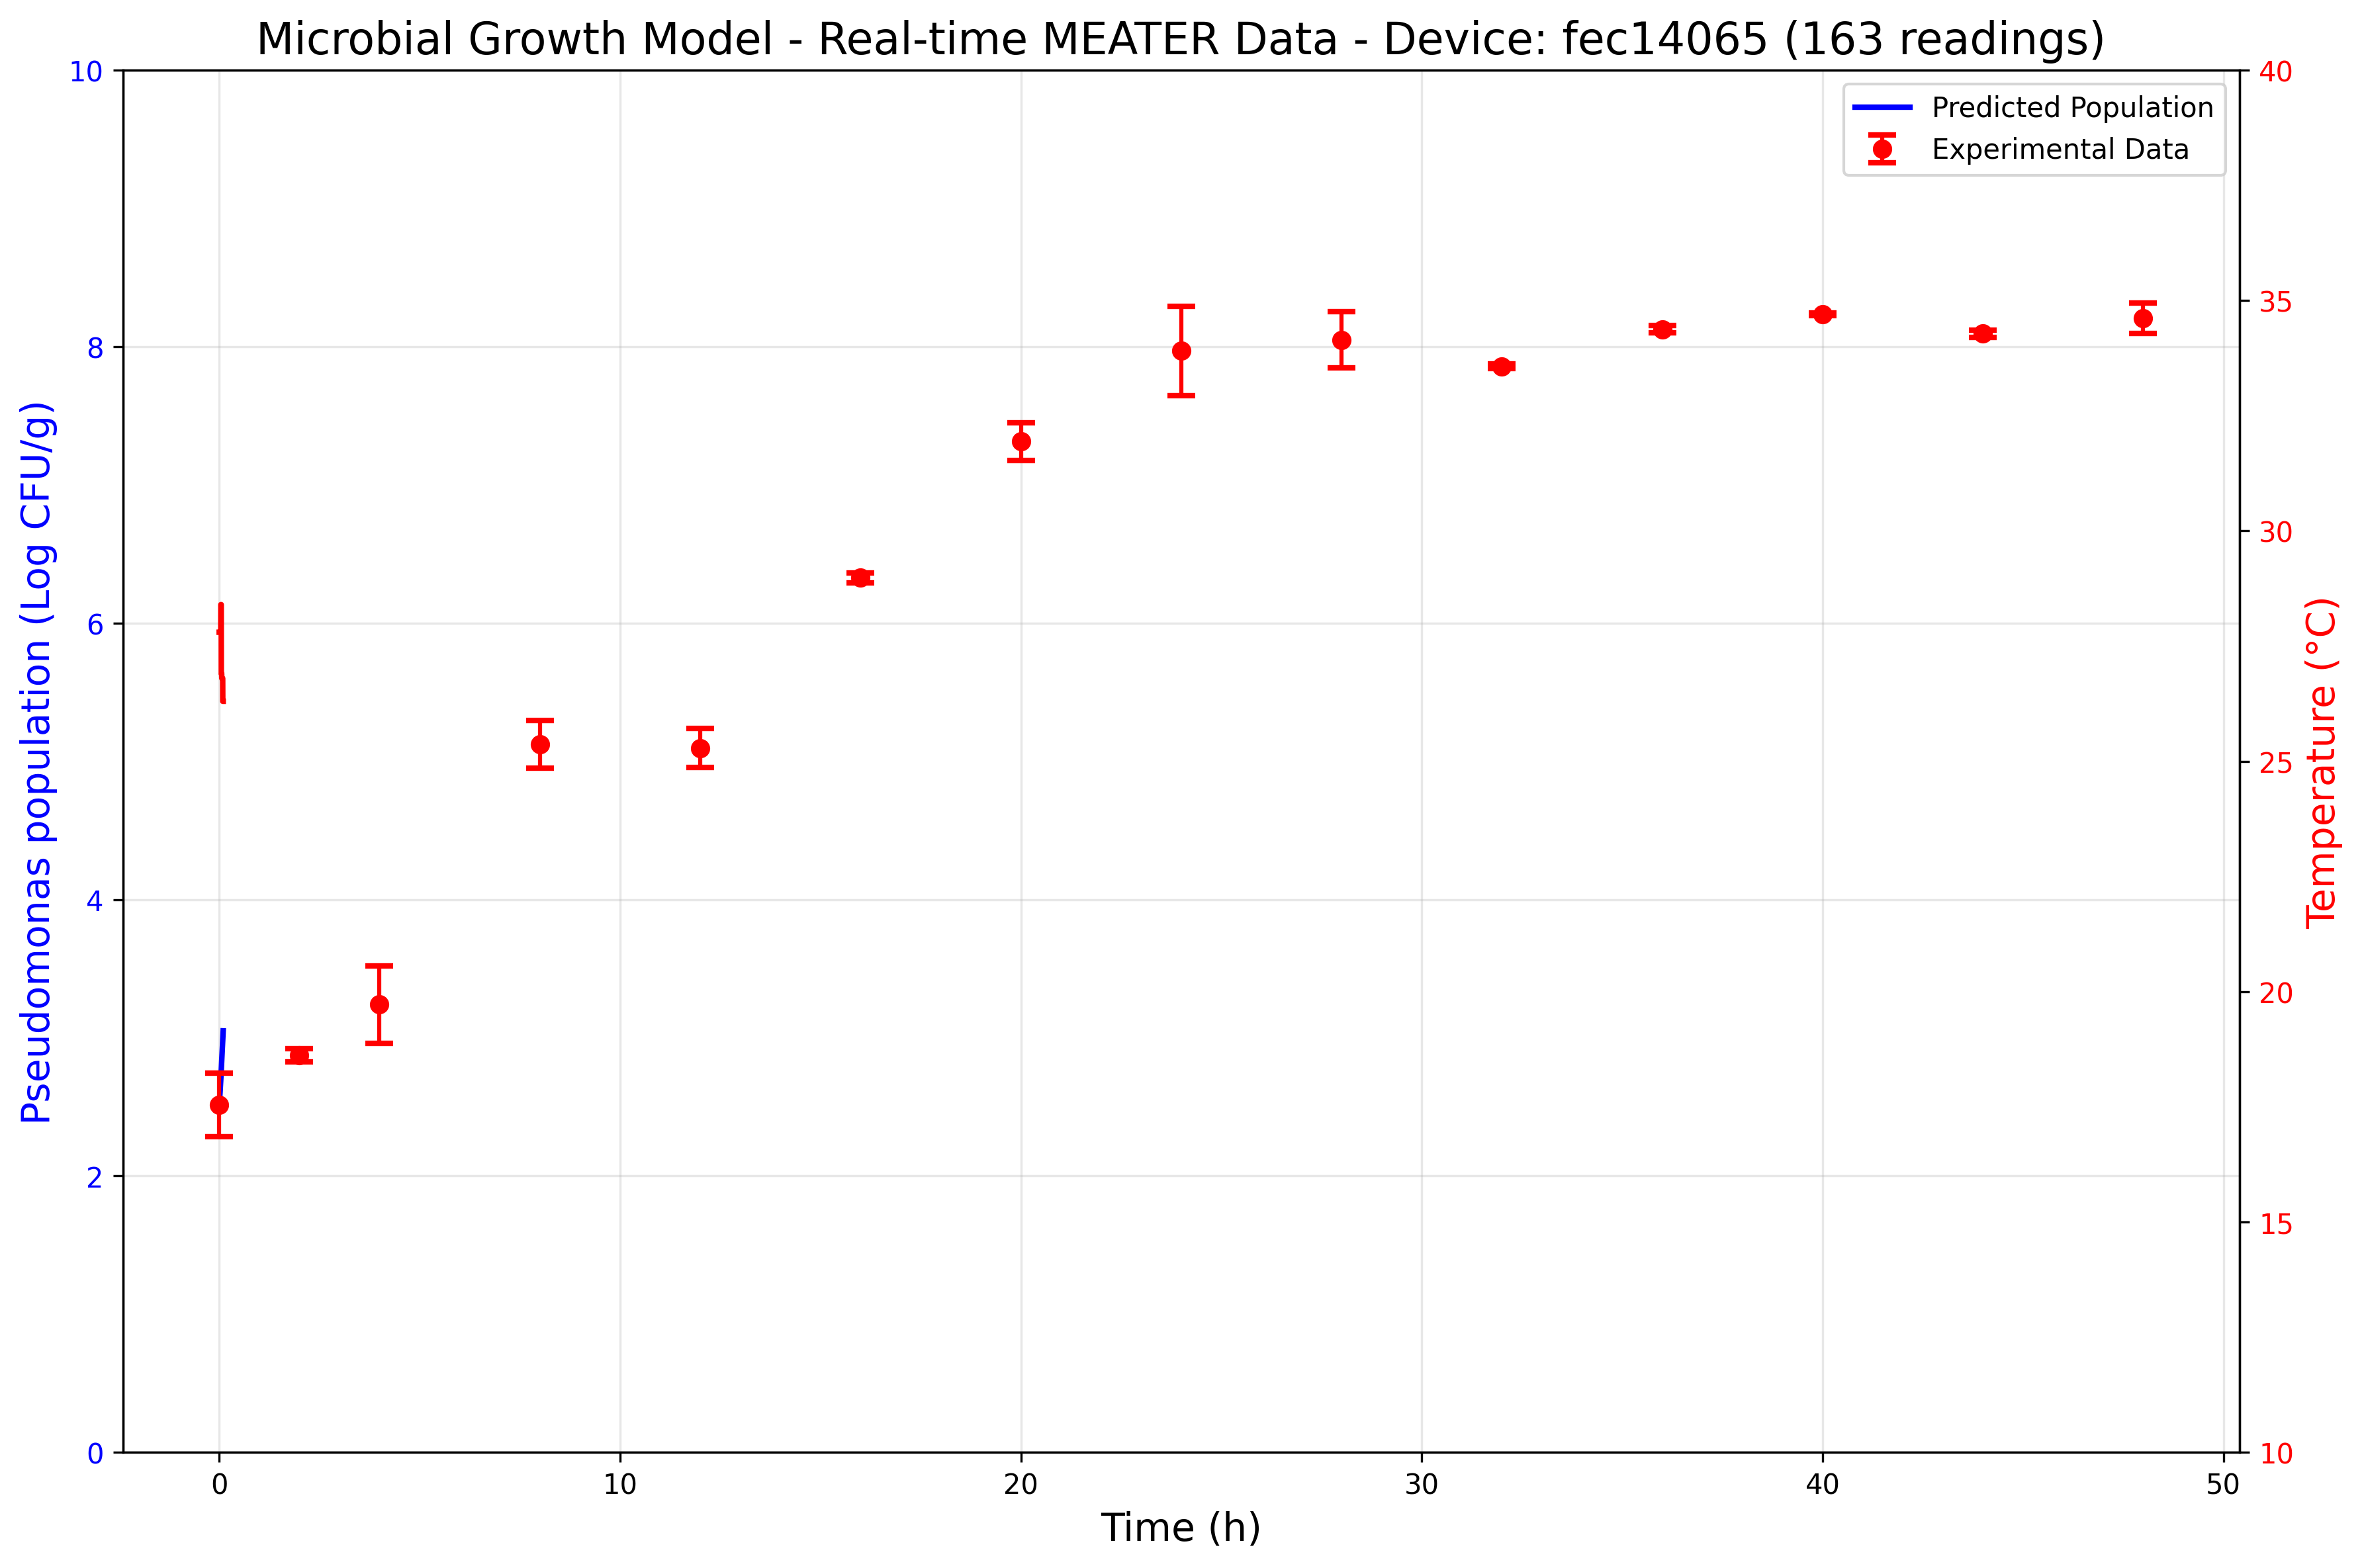 Microbial Growth Model - Real-time MEATER Data - Device: fec14065 (163 readings)
Predicted Population
Experimental Data
Pseudomonas population (Log CFU/g)
10
8
6
4
2
0
40
35
30
25
20
15
10
Temperature (°C)
0 10 20 30 40 50
Time (h)